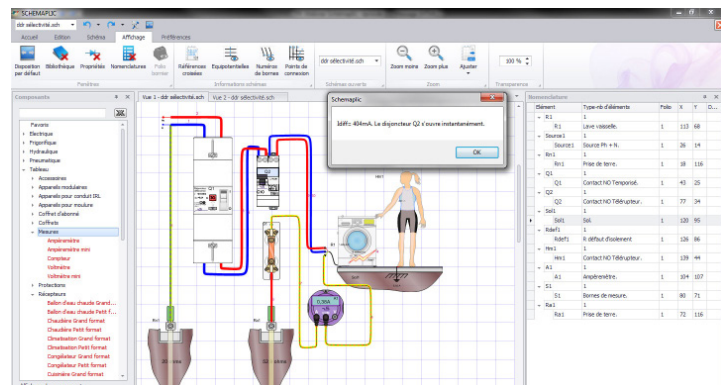 SCHEMAPLIC
ddr sélectivité.sch
Accueil Edition Schéma Affichage Préférences
Disposition par défaut
Bibliothèque
Propriétés
Nomenclatures
Folio bornier
Références croisées
Equipotentielles
Numéros de bornes
Points de connexion
ddr sélectivité.sch
Zoom moins
Zoom plus
Ajuster
100 %
Fenêtres
Informations schémas
Schémas ouverts
Zoom
Transparence
Composants
Favoris
Electrique
Frigorifique
Hydraulique
Pneumatique
Tableau
Accessoires
Appareils modulaires
Appareils pour conduit IRL
Appareils pour moulure
Coffret d'abonné
Coffrets
Mesures
Ampèremètre
Ampèremètre mini
Compteur
Voltmètre
Voltmètre mini
Protections
Récepteurs
Ballon d'eau chaude Grand...
Ballon d'eau chaude Petit f...
Chaudière Grand format
Chaudière Petit format
Climatisation Grand format
Climatisation Petit format
Congélateur Grand format
Congélateur Petit format
Cuisinière Grand format
Vue 1 - ddr sélectivité.sch Vue 2 - ddr sélectivité.sch
Schemaplic
Idiff= 404mA. Le disjoncteur Q2 s'ouvre instantanément.
OK
Q1
0,36A
Nomenclature
Elément Type-nb d'éléments Folio X Y D...
R1 1
R1 Lave vaisselle. 1 113 68
Source1 1
Source1 Source Ph + N. 1 26 14
Rn1 1
Rn1 Prise de terre. 1 18 116
Q1 1
Q1 Contact NO Temporisé. 1 43 25
Q2 1
Q2 Contact NO Télérupteur. 1 77 34
Sol1 1
Sol1 Sol. 1 120 95
Rdef1 1
Rdef1 R défaut d'isolement 1 126 86
Hm1 1
Hm1 Contact NO Télérupteur. 1 139 44
A1 1
A1 Ampèremètre. 1 104 107
S1 1
S1 Bornes de mesure. 1 80 71
Ra1 1
Ra1 Prise de terre. 1 72 116